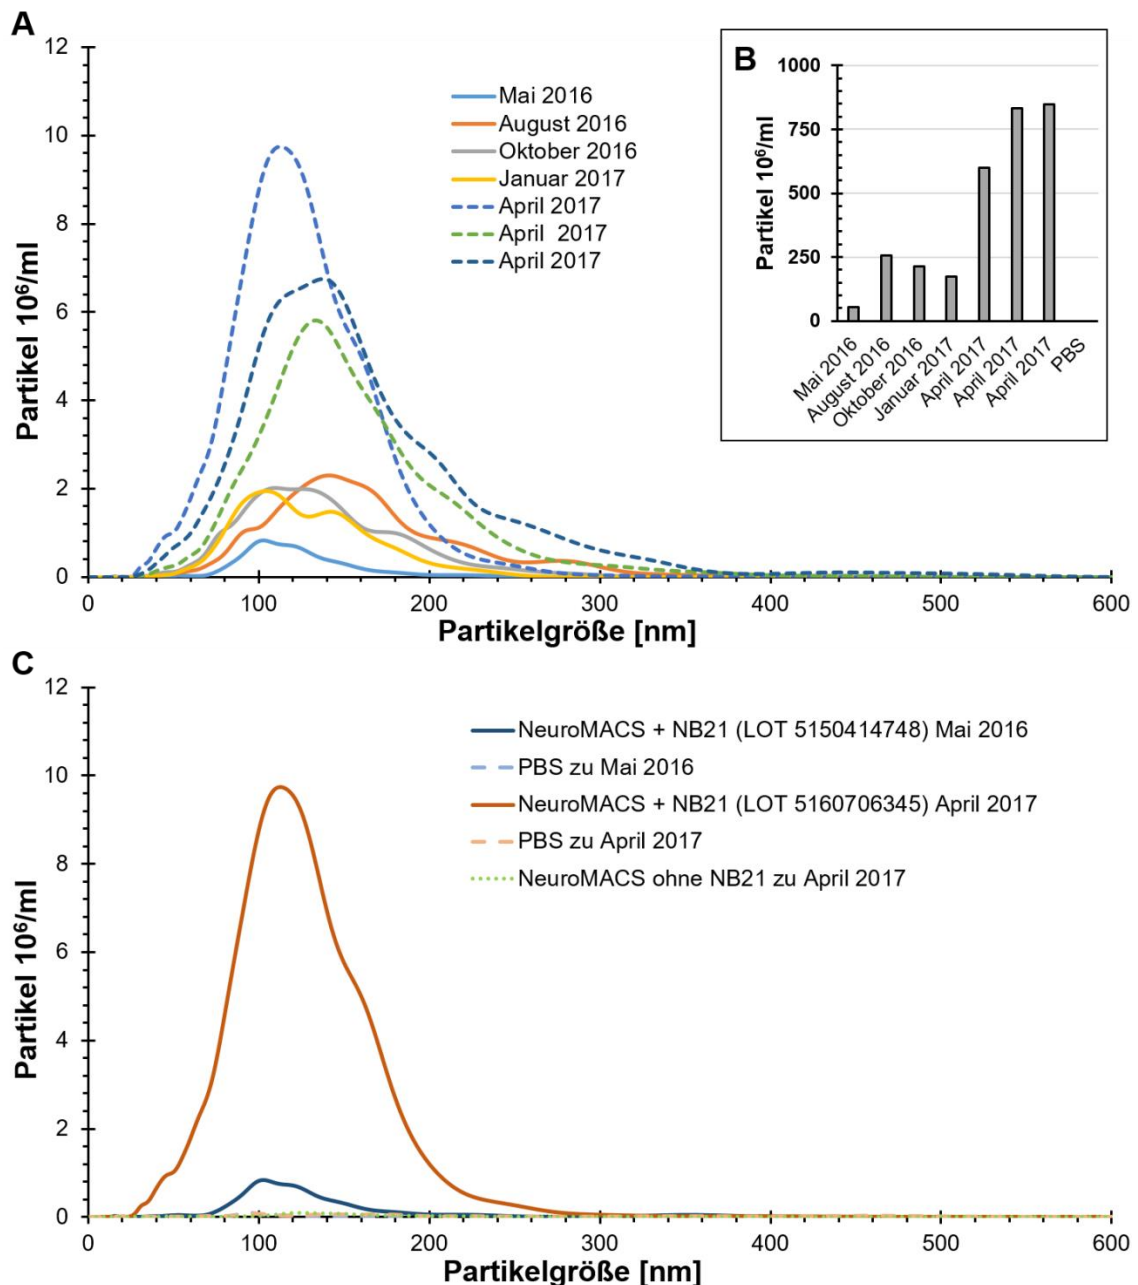 A
12
10
8
6
4
2
0
Partikel 10⁶/ml
0 100 200 300 400 500 600
Partikelgröße [nm]
Mai 2016
August 2016
Oktober 2016
Januar 2017
April 2017
April 2017
April 2017
B
1000
750
500
250
0
Partikel 10⁶/ml
Mai 2016
August 2016
Oktober 2016
Januar 2017
April 2017
April 2017
April 2017
PBS
C
12
10
8
6
4
2
0
Partikel 10⁶/ml
NeuroMACS + NB21 (LOT 5150414748) Mai 2016
PBS zu Mai 2016
NeuroMACS + NB21 (LOT 5160706345) April 2017
PBS zu April 2017
NeuroMACS ohne NB21 zu April 2017
0 100 200 300 400 500 600
Partikelgröße [nm]